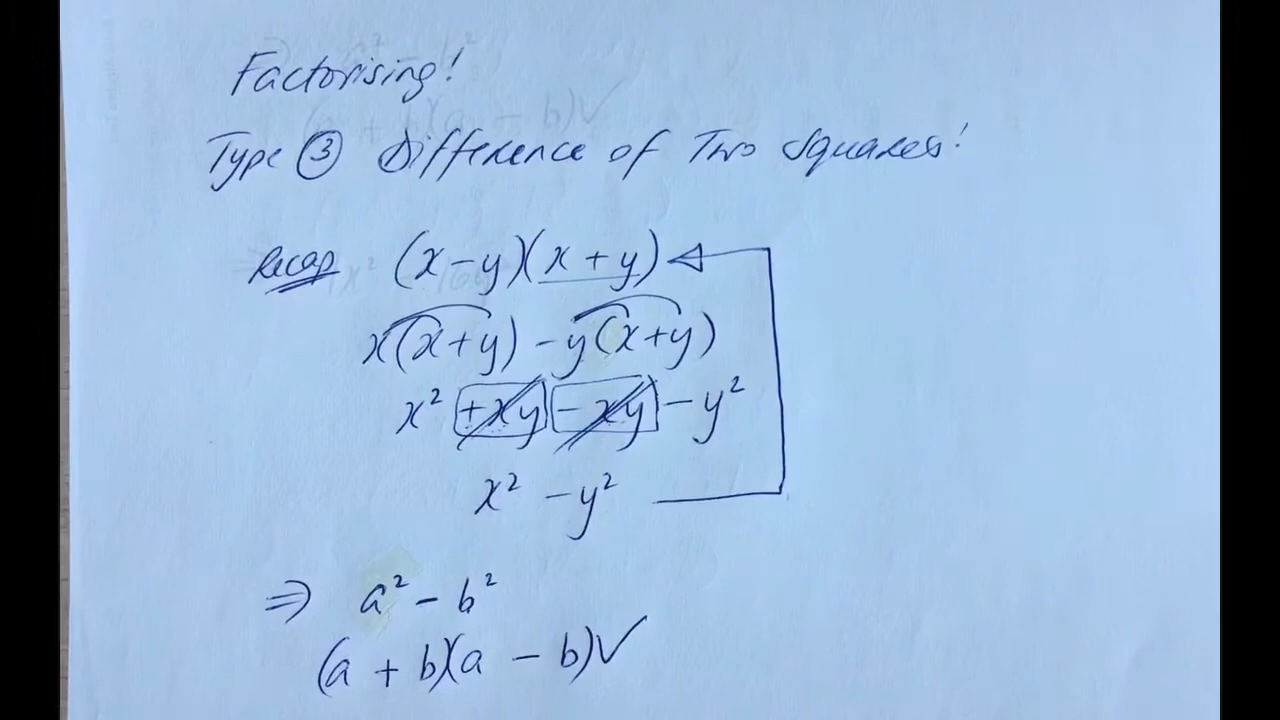 Factorising!
Type ③ Difference of Two Squares!
Recap (x-y)(x+y)
x(x+y) -y(x+y)
x² +xy -xy -y²
x² -y²
⇒ a² - b²
(a + b)(a - b)✓